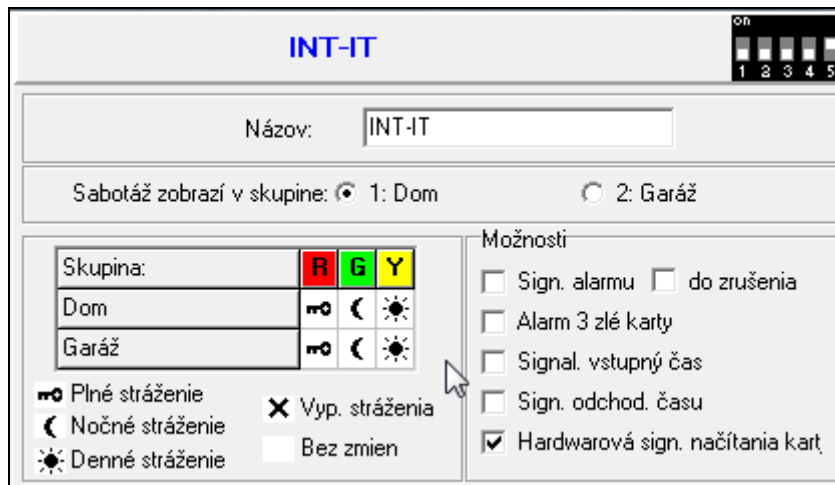 INT-IT
on
1 2 3 4 5
Názov: INT-IT
Sabotáž zobrazí v skupine: 1: Dom 2: Garáž
Skupina: R G Y
Dom
Garáž
Plné stráženie
Nočné stráženie
Denné stráženie
Vyp. stráženia
Bez zmien
Možnosti
Sign. alarmu do zrušenia
Alarm 3 zlé karty
Signal. vstupný čas
Sign. odchod. času
Hardwarová sign. načítania kart